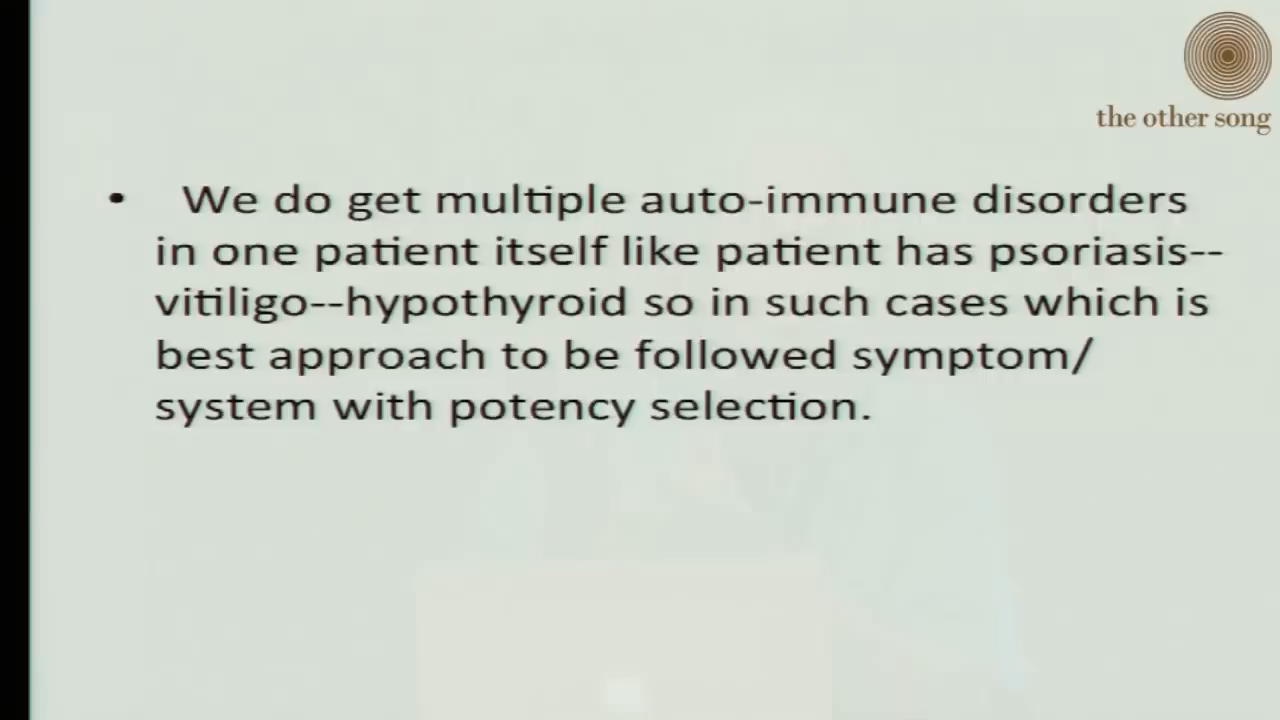 the other song
• We do get multiple auto-immune disorders
in one patient itself like patient has psoriasis--
vitiligo--hypothyroid so in such cases which is
best approach to be followed symptom/
system with potency selection.